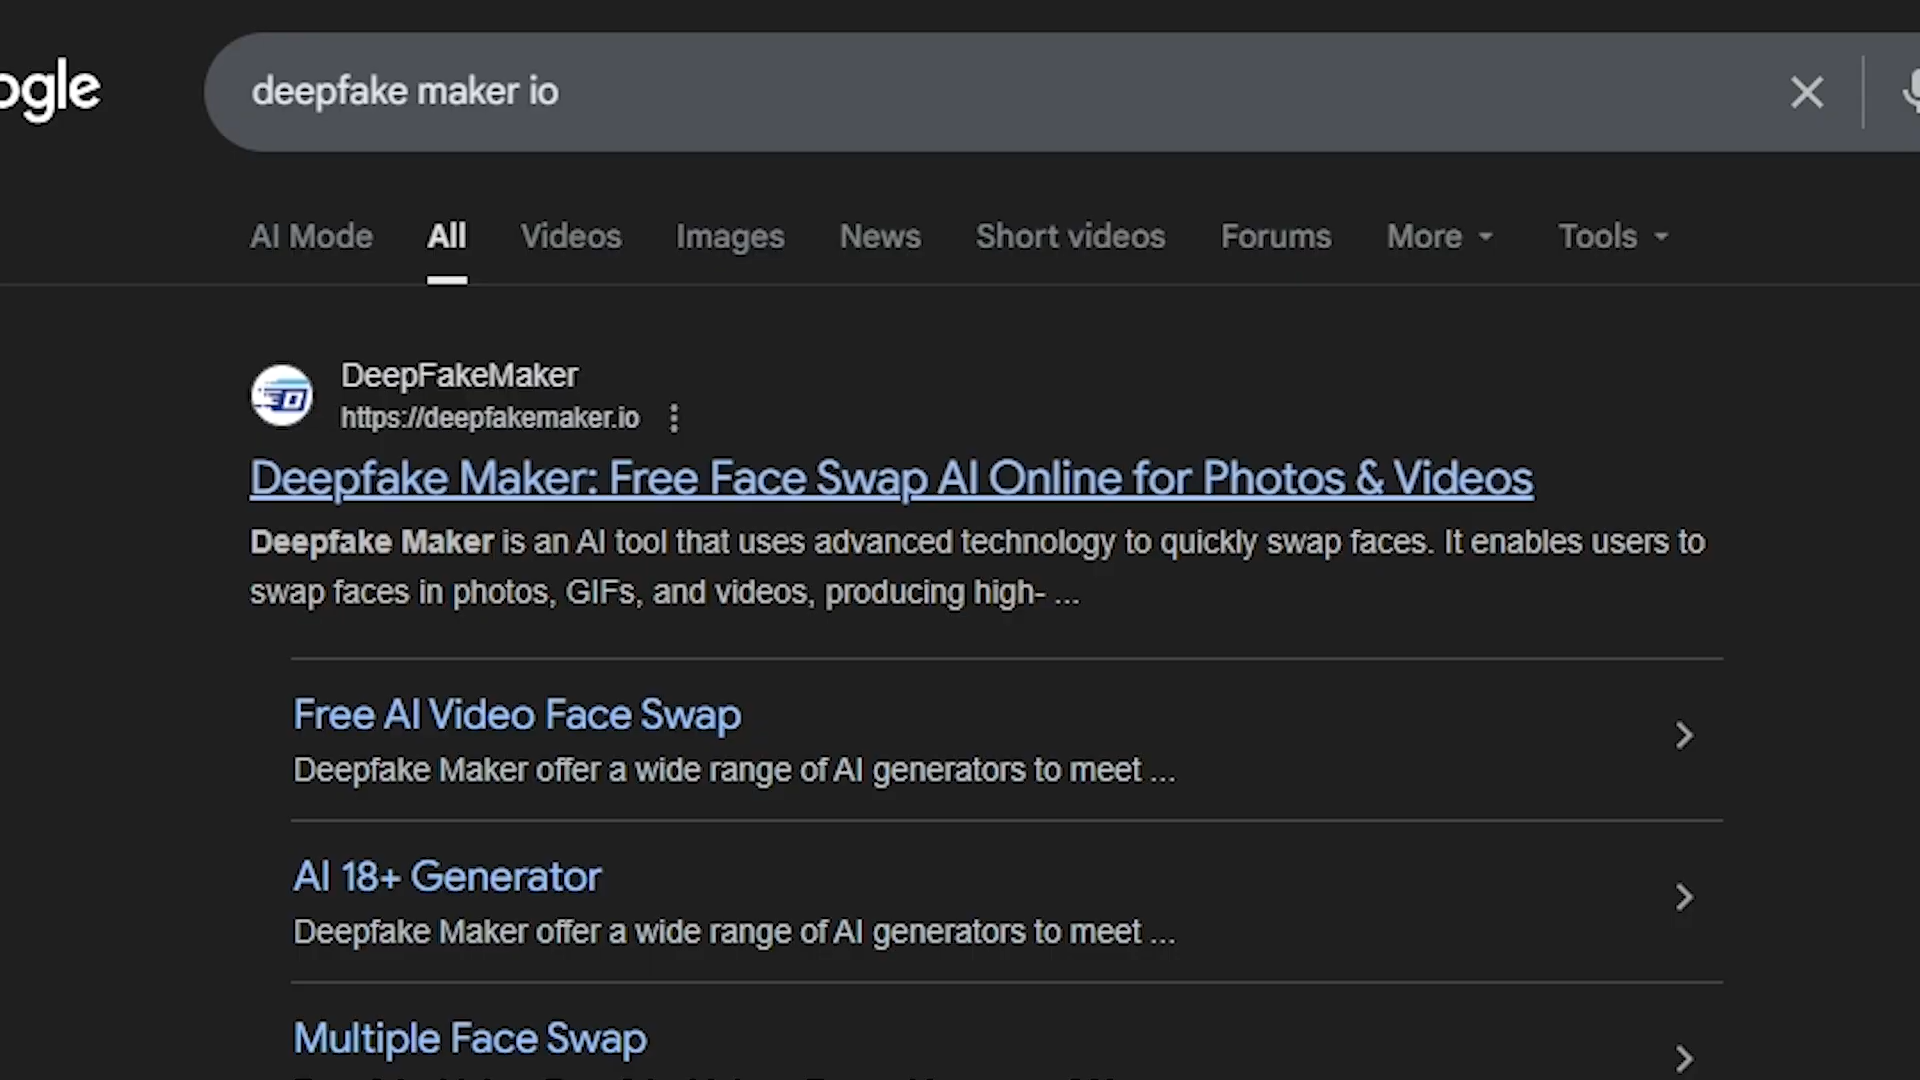 ogle
deepfake maker io
AI Mode All Videos Images News Short videos Forums More Tools
DeepFakeMaker
https://deepfakemaker.io
Deepfake Maker: Free Face Swap AI Online for Photos & Videos
Deepfake Maker is an AI tool that uses advanced technology to quickly swap faces. It enables users to
swap faces in photos, GIFs, and videos, producing high- ...
Free AI Video Face Swap
Deepfake Maker offer a wide range of AI generators to meet ...
AI 18+ Generator
Deepfake Maker offer a wide range of AI generators to meet ...
Multiple Face Swap